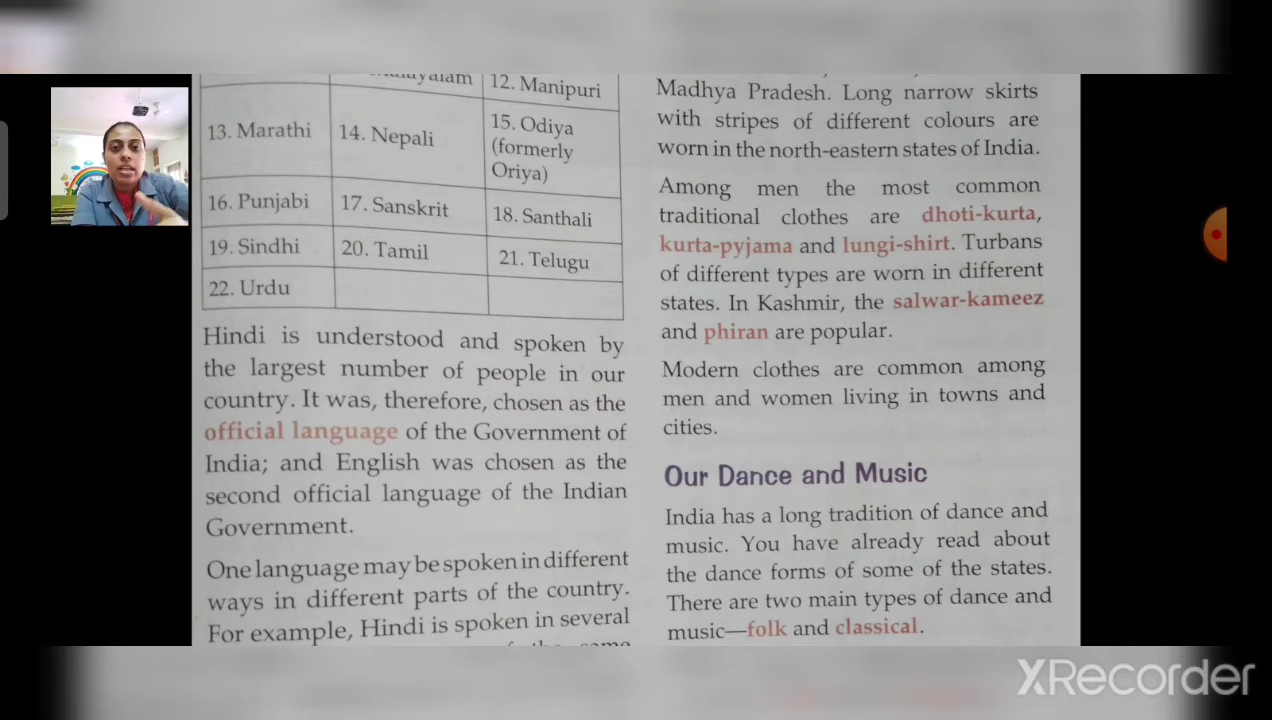 12. Manipuri
13. Marathi
14. Nepali
15. Odiya
(formerly
Oriya)
16. Punjabi
17. Sanskrit
18. Santhali
19. Sindhi
20. Tamil
21. Telugu
22. Urdu
Hindi is understood and spoken by
the largest number of people in our
country. It was, therefore, chosen as the
official language of the Government of
India; and English was chosen as the
second official language of the Indian
Government.
One language may be spoken in different
ways in different parts of the country.
For example, Hindi is spoken in several
Madhya Pradesh. Long narrow skirts
with stripes of different colours are
worn in the north-eastern states of India.
Among men the most common
traditional clothes are dhoti-kurta,
kurta-pyjama and lungi-shirt. Turbans
of different types are worn in different
states. In Kashmir, the salwar-kameez
and phiran are popular.
Modern clothes are common among
men and women living in towns and
cities.
Our Dance and Music
India has a long tradition of dance and
music. You have already read about
the dance forms of some of the states.
There are two main types of dance and
music—folk and classical.
XRecorder